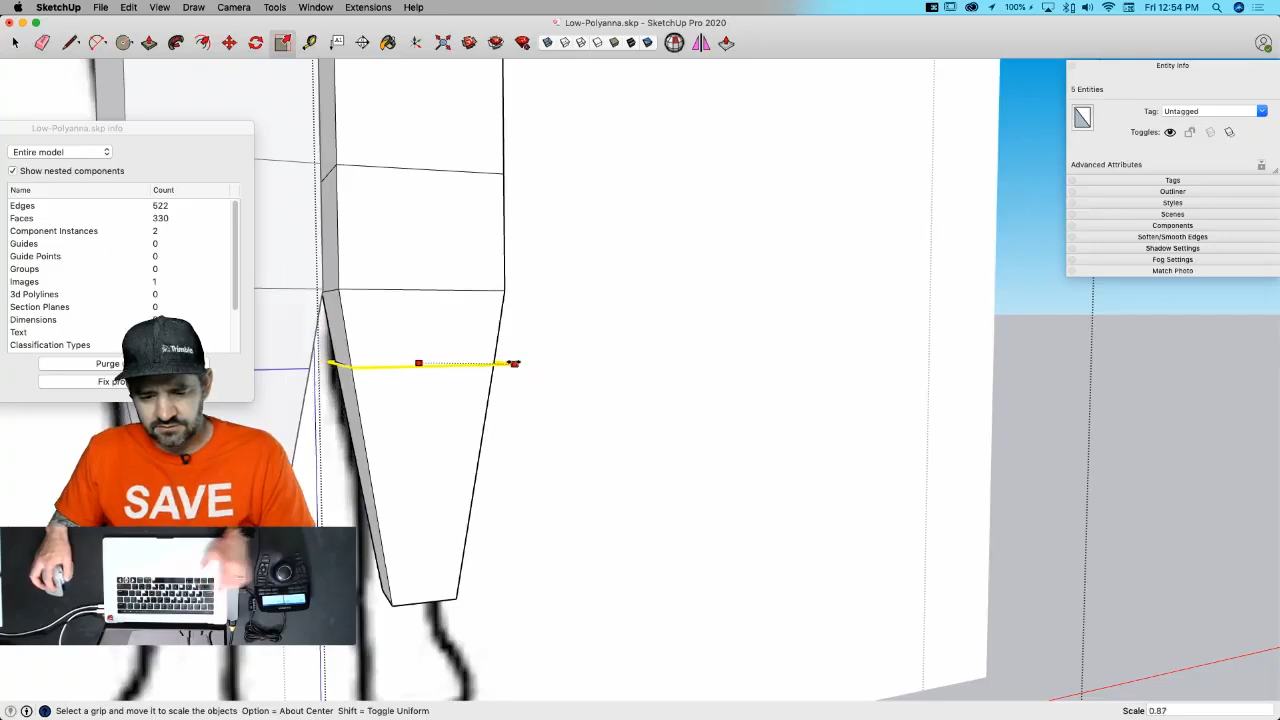 SketchUp File Edit View Draw Camera Tools Window Extensions Help
100% Fri 12:54 PM
Low-Polyanna.skp - SketchUp Pro 2020
Low-Polyanna.skp info
Entire model
Show nested components
Name Count
Edges 522
Faces 330
Component Instances 2
Guides 0
Guide Points 0
Groups 0
Images 1
3d Polylines 0
Section Planes 0
Dimensions
Text
Classification Types
Purge
Fix
Entity Info
5 Entities
Tag: Untagged
Toggles:
Advanced Attributes
Tags
Outliner
Styles
Scenes
Components
Soften/Smooth Edges
Shadow Settings
Fog Settings
Match Photo
Trimble
SAVE
Select a grip and move it to scale the objects Option = About Center Shift = Toggle Uniform
Scale 0.87